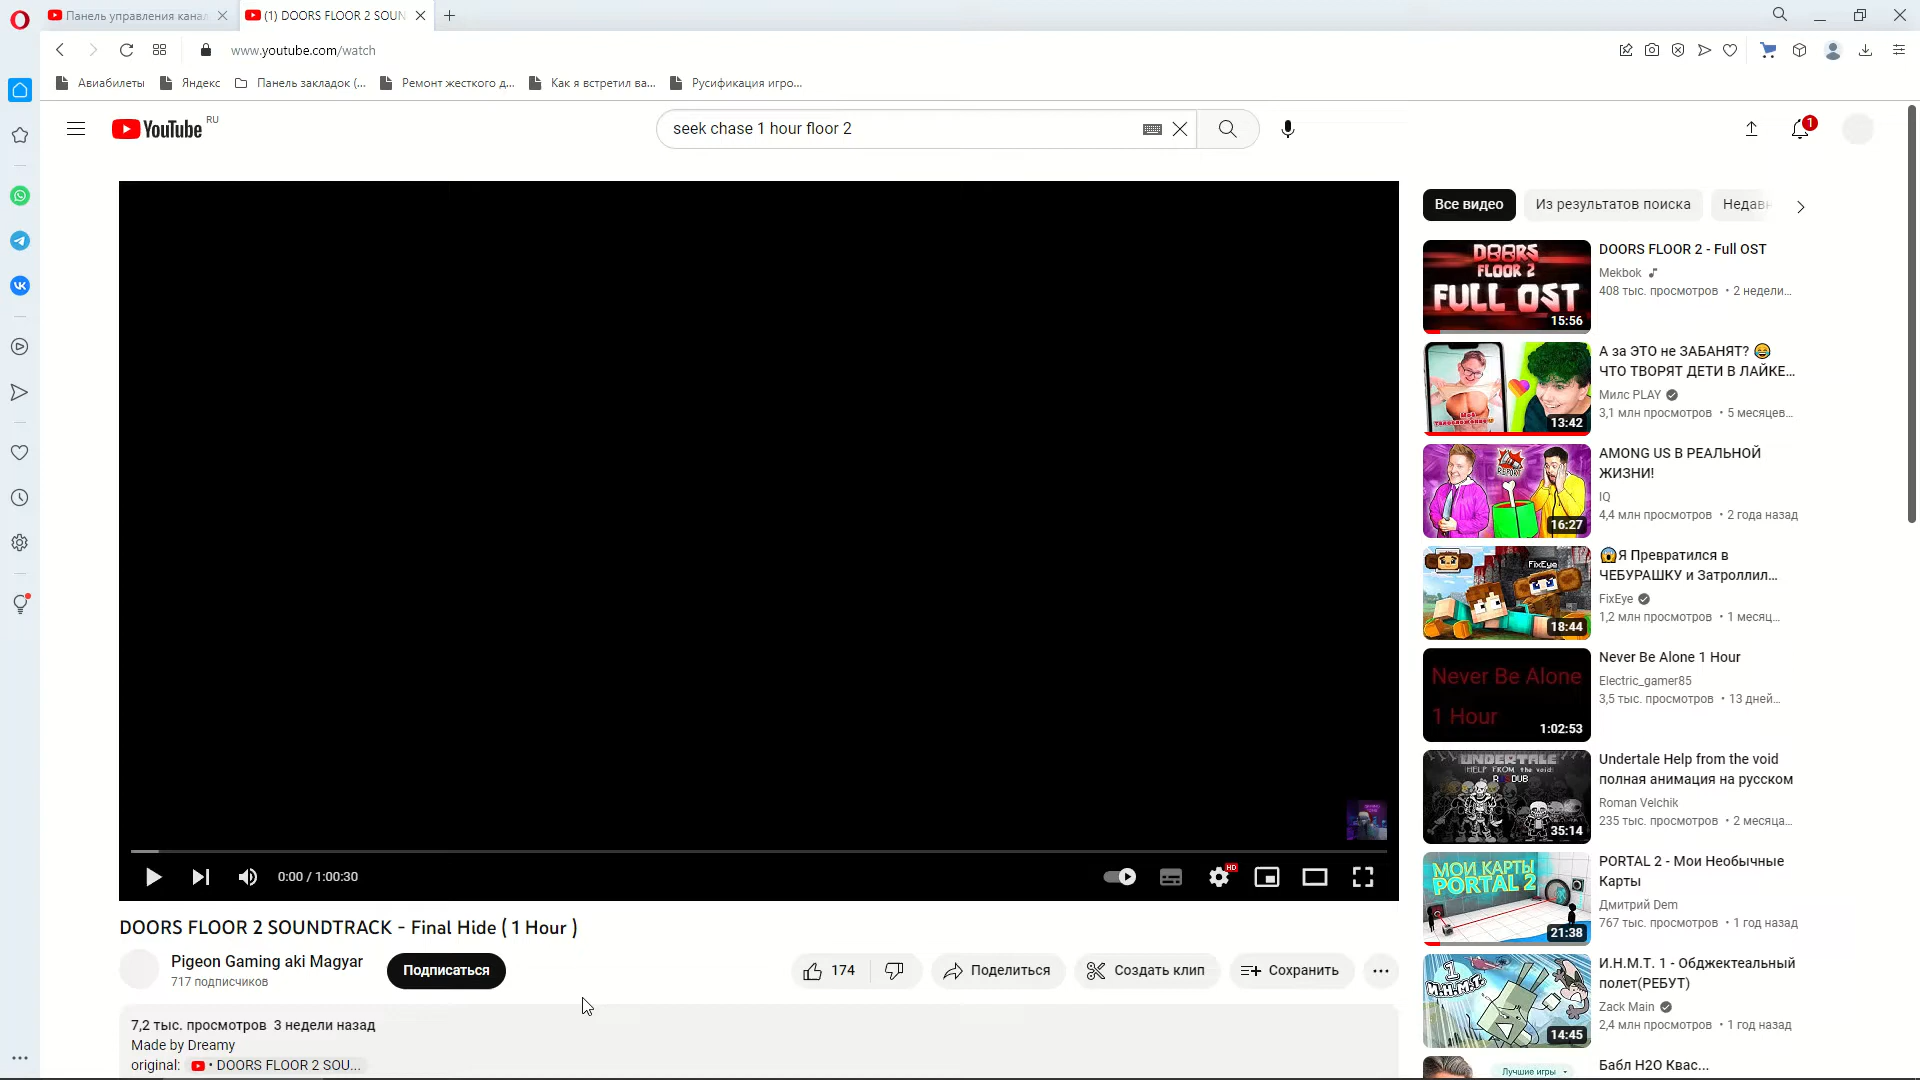 Панель управления канал
(1) DOORS FLOOR 2 SOUN
www.youtube.com/watch
Авиабилеты
Яндекс
Панель закладок (...
Ремонт жесткого д...
Как я встретил ва...
Русификация игро...
YouTube RU
seek chase 1 hour floor 2
1
Все видео
Из результатов поиска
Недавн
DOORS
FLOOR 2
FULL OST
15:56
DOORS FLOOR 2 - Full OST
Mekbok
408 тыс. просмотров • 2 недели...
13:42
А за ЭТО не ЗАБАНЯТ? 😂
ЧТО ТВОРЯТ ДЕТИ В ЛАЙКЕ...
Милс PLAY
3,1 млн просмотров • 5 месяцев...
REPORT
16:27
AMONG US В РЕАЛЬНОЙ
ЖИЗНИ!
IQ
4,4 млн просмотров • 2 года назад
FixEye
18:44
😱Я Превратился в
ЧЕБУРАШКУ и Затроллил...
FixEye
1,2 млн просмотров • 1 месяц...
Never Be Alone
1 Hour
1:02:53
Never Be Alone 1 Hour
Electric_gamer85
3,5 тыс. просмотров • 13 дней...
UNDERTALE
HELP FROM the void
RUSDUB
35:14
Undertale Help from the void
полная анимация на русском
Roman Velchik
235 тыс. просмотров • 2 месяца...
МОИ КАРТЫ
PORTAL 2
21:38
PORTAL 2 - Мои Необычные
Карты
Дмитрий Dem
767 тыс. просмотров • 1 год назад
1
И.Н.М.Т.
14:45
И.Н.М.Т. 1 - Обджектеальный
полет(РЕБУТ)
Zack Main
2,4 млн просмотров • 1 год назад
Лучшие игры
Бабл H2O Квас...
0:00 / 1:00:30
HD
DOORS FLOOR 2 SOUNDTRACK - Final Hide ( 1 Hour )
Pigeon Gaming aki Magyar
717 подписчиков
Подписаться
174
Поделиться
Создать клип
Сохранить
7,2 тыс. просмотров 3 недели назад
Made by Dreamy
original: • DOORS FLOOR 2 SOU...